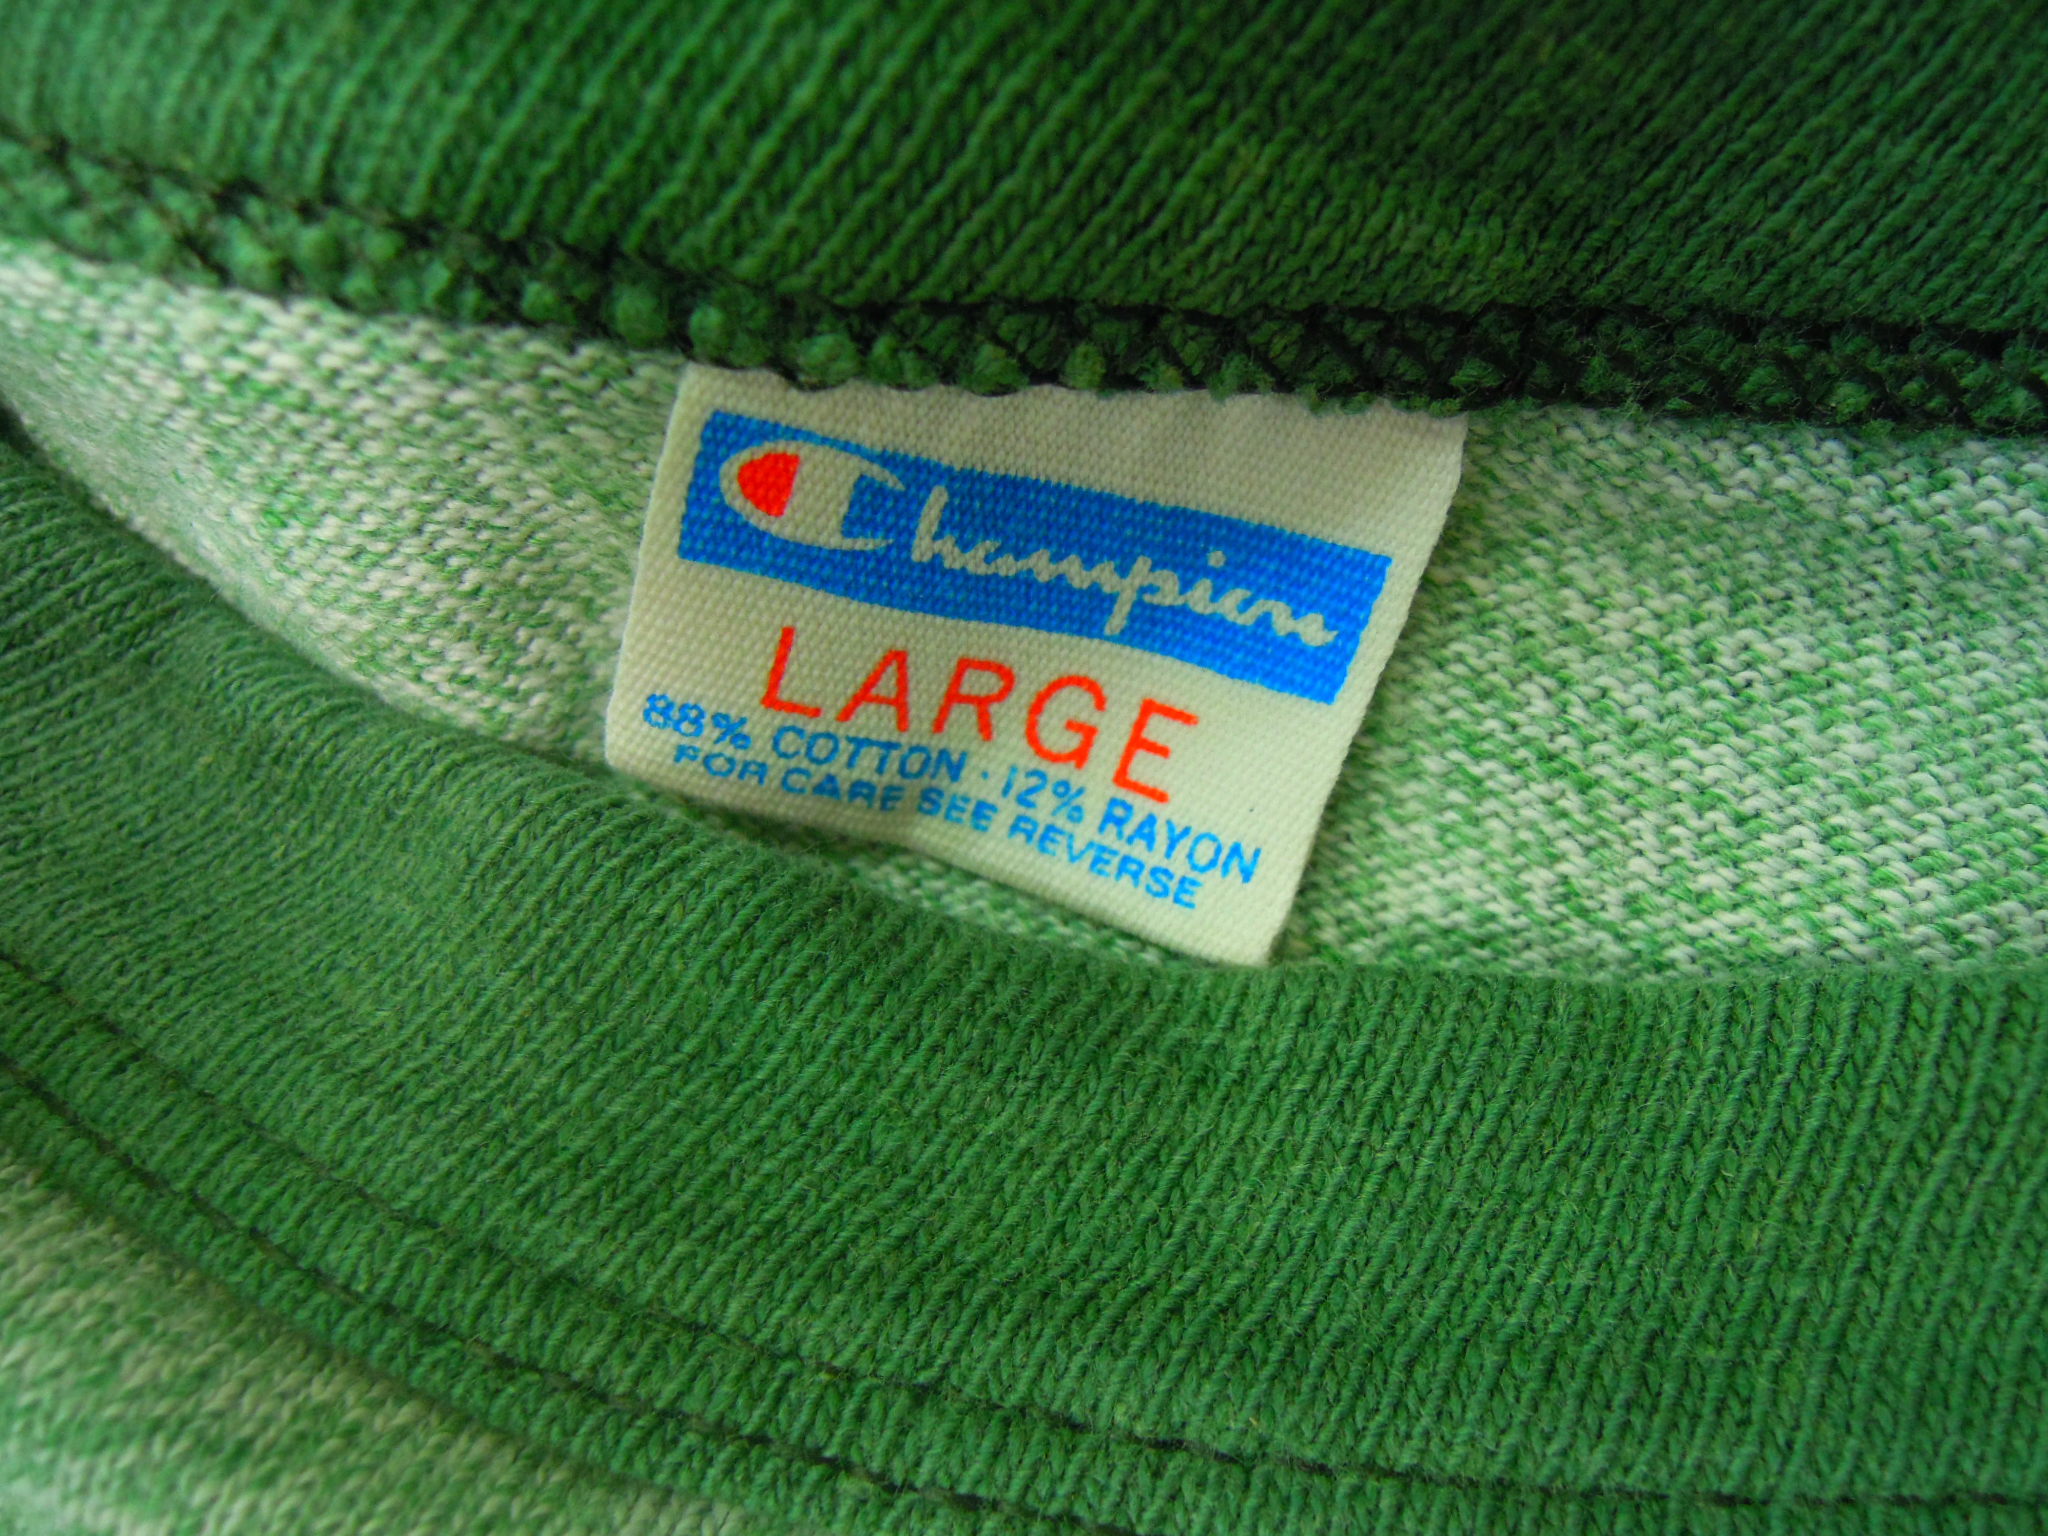 Champion
LARGE
88% COTTON · 12% RAYON
FOR CARE SEE REVERSE